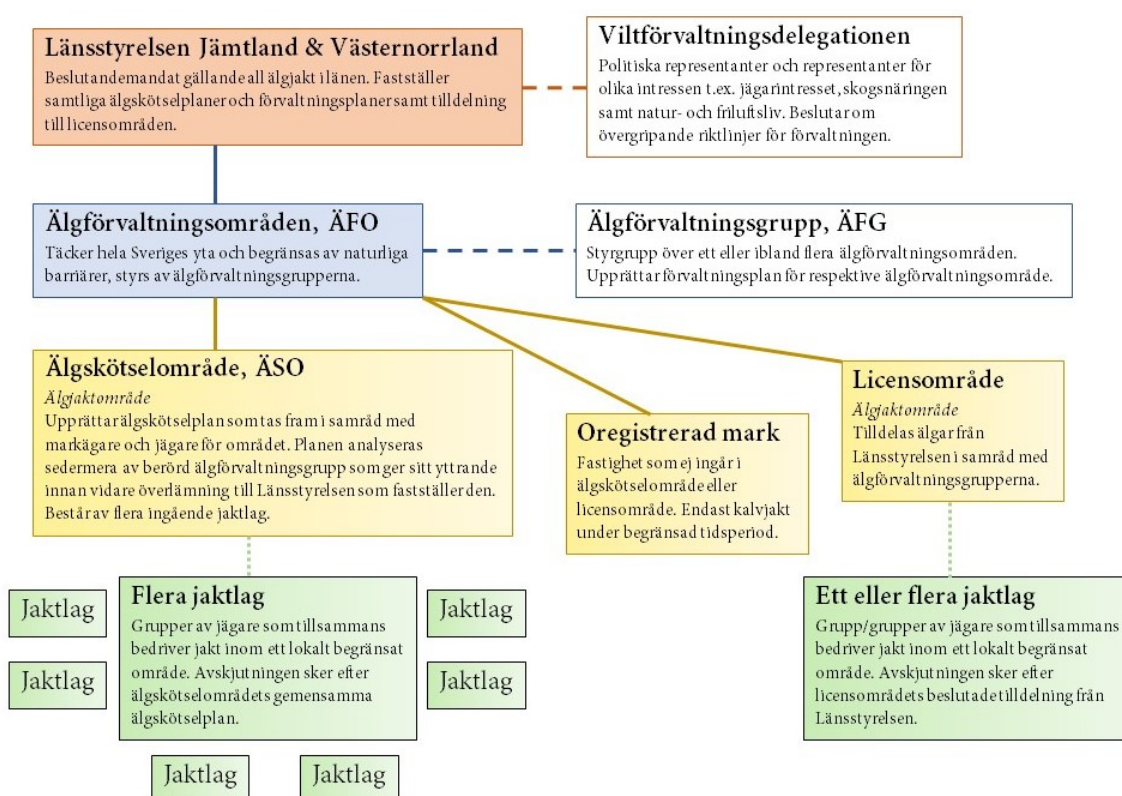 Länsstyrelsen Jämtland & Västernorrland
Beslutandemandat gällande all älgjakt i länen. Fastställer
samtliga älgskötselplaner och förvaltningsplaner samt tilldelning
till licensområden.
Viltförvaltningsdelegationen
Politiska representanter och representanter för
olika intressen t.ex. jägarintresset, skogsnäringen
samt natur- och friluftsliv. Beslutar om
övergripande riktlinjer för förvaltningen.
Älgförvaltningsområden, ÄFO
Täcker hela Sveriges yta och begränsas av naturliga
barriärer, styrs av älgförvaltningsgrupperna.
Älgförvaltningsgrupp, ÄFG
Styrgrupp över ett eller ibland flera älgförvaltningsområden.
Upprättar förvaltningsplan för respektive älgförvaltningsområde.
Älgskötselområde, ÄSO
Älgjaktområde
Upprättar älgskötselplan som tas fram i samråd med
markägare och jägare för området. Planen analyseras
sedermera av berörd älgförvaltningsgrupp som ger sitt yttrande
innan vidare överlämning till Länsstyrelsen som fastställer den.
Består av flera ingående jaktlag.
Oregistrerad mark
Fastighet som ej ingår i
älgskötselområde eller
licensområde. Endast kalvjakt
under begränsad tidsperiod.
Licensområde
Älgjaktområde
Tilldelas älgar från
Länsstyrelsen i samråd med
älgförvaltningsgrupperna.
Jaktlag
Jaktlag
Flera jaktlag
Grupper av jägare som tillsammans
bedriver jakt inom ett lokalt begränsat
område. Avskjutningen sker efter
älgskötselområdets gemensamma
älgskötselplan.
Jaktlag
Jaktlag
Jaktlag
Jaktlag
Ett eller flera jaktlag
Grupp/grupper av jägare som tillsammans
bedriver jakt inom ett lokalt begränsat
område. Avskjutningen sker efter
licensområdets beslutade tilldelning från
Länsstyrelsen.